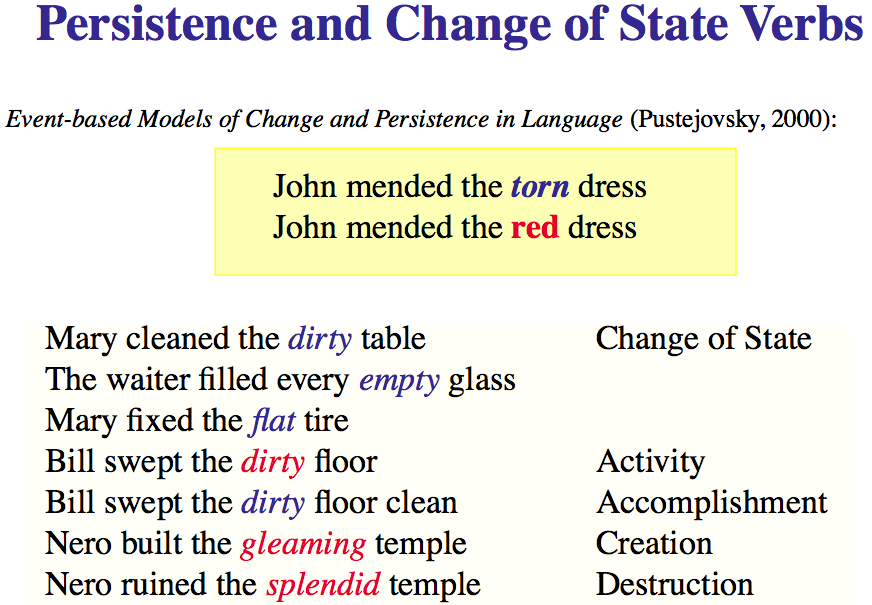 Persistence and Change of State Verbs
Event-based Models of Change and Persistence in Language (Pustejovsky, 2000):
John mended the torn dress
John mended the red dress
Mary cleaned the dirty table Change of State
The waiter filled every empty glass
Mary fixed the flat tire
Bill swept the dirty floor Activity
Bill swept the dirty floor clean Accomplishment
Nero built the gleaming temple Creation
Nero ruined the splendid temple Destruction